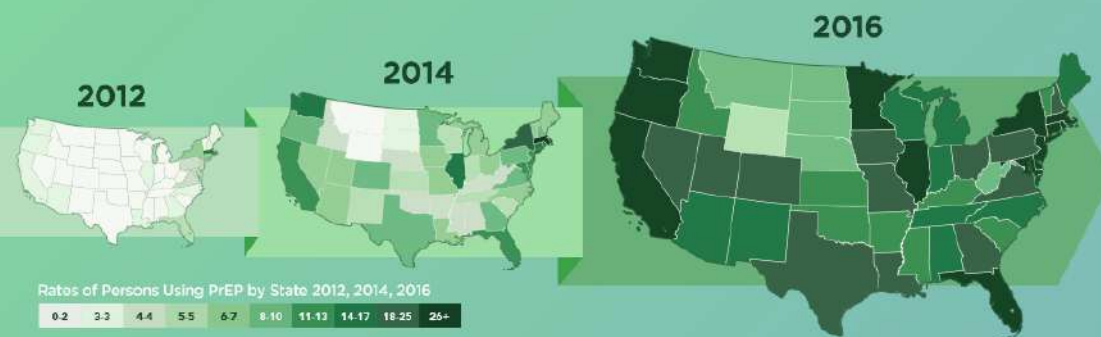 2012
2014
2016
Rates of Persons Using PrEP by State 2012, 2014, 2016
0-2 3-3 4-4 5-5 6-7 8-10 11-13 14-17 18-25 26+